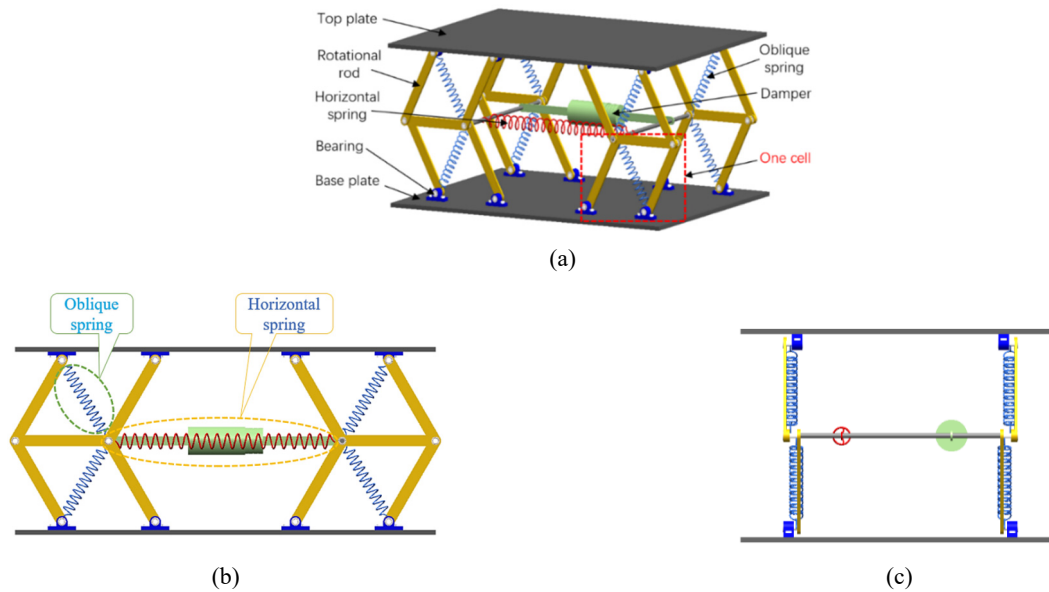 Top plate
Rotational
rod
Horizontal
spring
Bearing
Base plate
Oblique
spring
Damper
One cell
(a)
Oblique
spring
Horizontal
spring
(b)
(c)